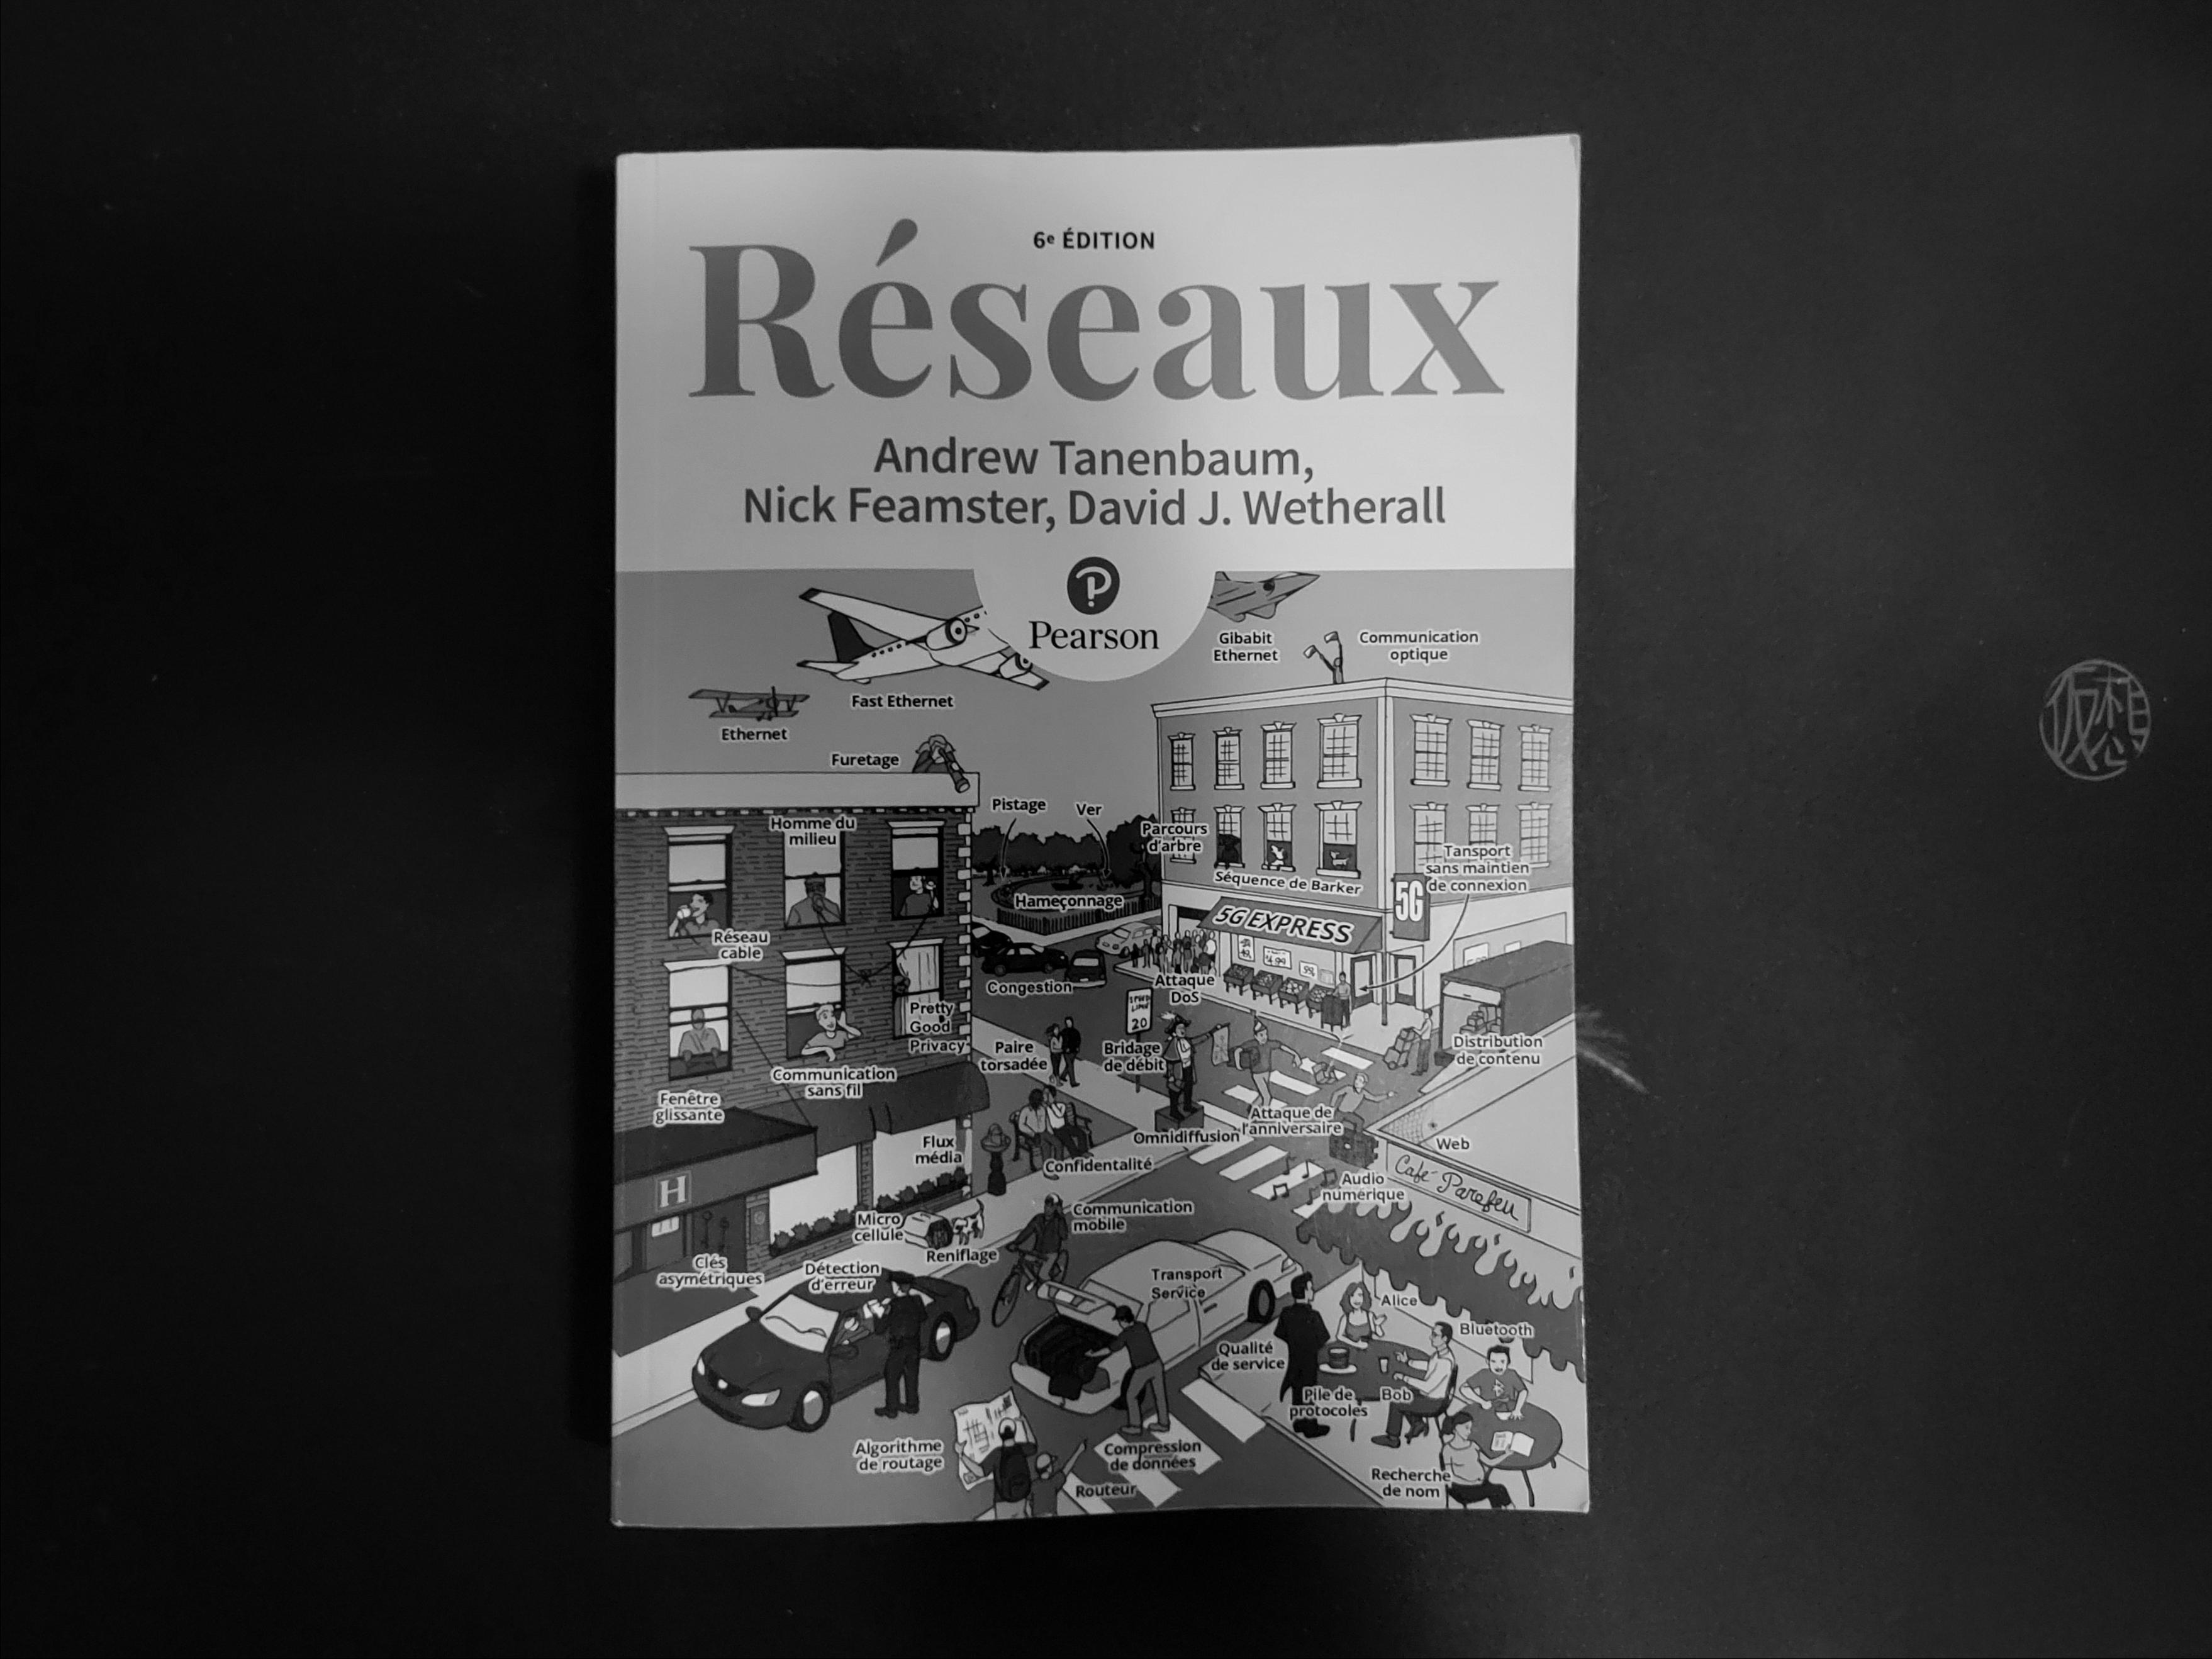 6e ÉDITION
Réseaux
Andrew Tanenbaum,
Nick Feamster, David J. Wetherall
Pearson
Gibabit
Ethernet
Communication
optique
Fast Ethernet
Ethernet
Furetage
Pistage
Ver
Homme du
milieu
Parcours
d'arbre
Tansport
sans maintien
de connexion
Séquence de Barker
5G
Hameçonnage
5G EXPRESS
Réseau
cable
Congestion
Attaque
DoS
SPEED
LIMIT
20
Pretty
Good
Privacy
Paire
torsadée
Bridage
de débit
Distribution
de contenu
Communication
sans fil
Fenêtre
glissante
Attaque de
l'anniversaire
Omnidiffusion
Flux
média
Confidentalité
Web
Café Parefeu
Audio
numérique
H
Micro
cellule
Communication
mobile
Reniflage
Clés
asymétriques
Détection
d'erreur
Transport
Service
Alice
Bluetooth
Qualité
de service
Pile de
protocoles
Bob
Algorithme
de routage
Compression
de données
Routeur
Recherche
de nom
仮想